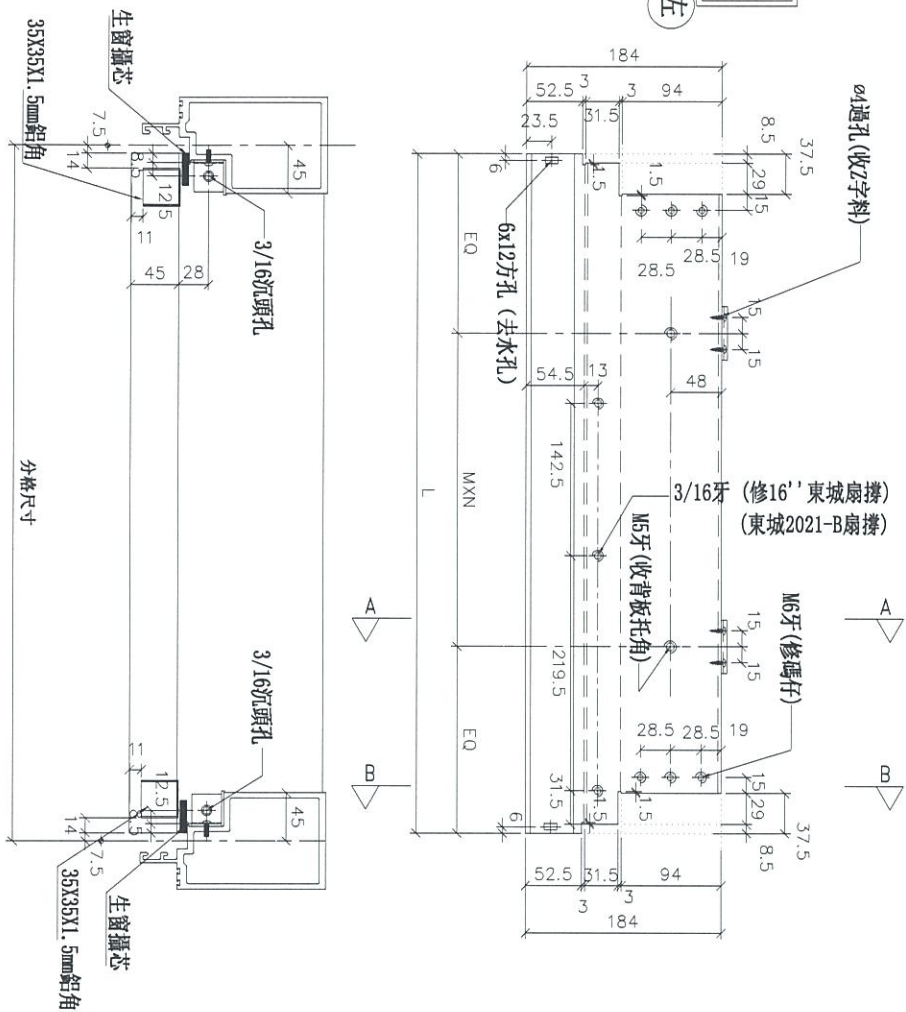 左
184
52.5
3
31.5
3
94
23.5
8.5
37.5
29
15
ø4過孔(收Z字料)
6
1.5
1.5
6x12方孔(去水孔)
EQ
28.5
28.5
19
15
15
54.5
13
48
142.5
MXN
L
3/16牙 (修16''東城扇撐)
(東城2021-B扇撐)
M5牙(收背板托角)
M6牙(修碼仔)
A
A
15
15
219.5
28.5
28.5
19
B
B
EQ
31.5
1.5
1.5
15
29
37.5
8.5
6
52.5
31.5
94
3
3
184
生窗攝芯
35X35X1.5mm鋁角
7.5
14
8.5
12.5
45
11
45
28
3/16沉頭孔
分格尺寸
3/16沉頭孔
11
12.5
45
14
7.5
生窗攝芯
35X35X1.5mm鋁角